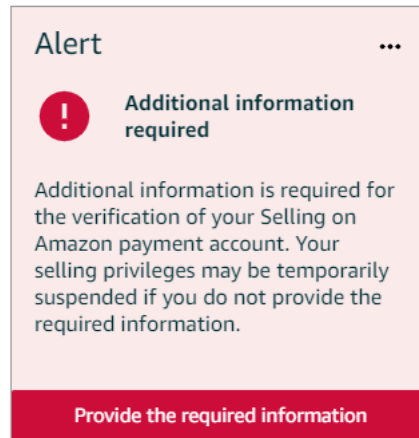 Alert
Additional information
required
Additional information is required for
the verification of your Selling on
Amazon payment account. Your
selling privileges may be temporarily
suspended if you do not provide the
required information.
Provide the required information